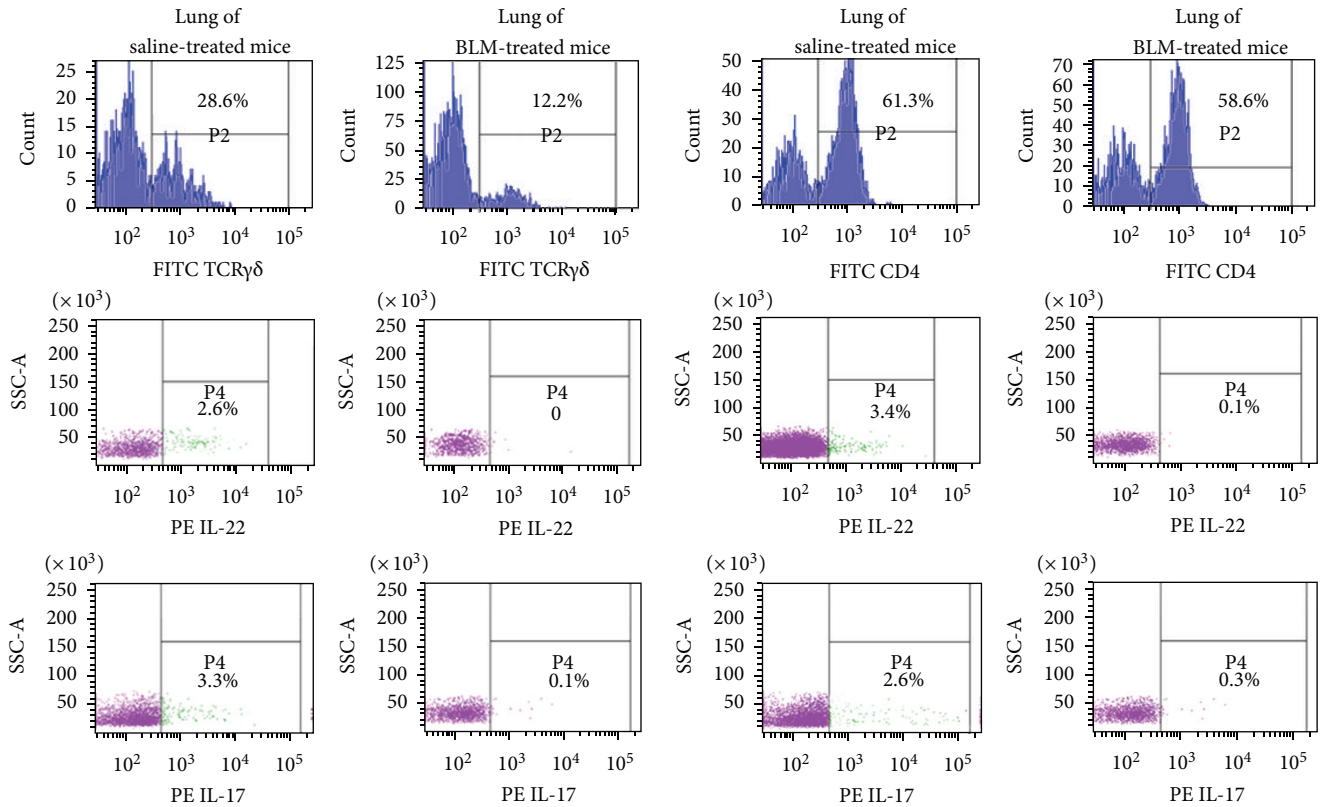 Lung of
saline-treated mice
Lung of
BLM-treated mice
Lung of
saline-treated mice
Lung of
BLM-treated mice
Count
25
20
15
10
5
0
28.6%
P2
10² 10³ 10⁴ 10⁵
FITC TCRγδ
Count
125
100
75
50
25
0
12.2%
P2
10² 10³ 10⁴ 10⁵
FITC TCRγδ
Count
50
40
30
20
10
0
61.3%
P2
10² 10³ 10⁴ 10⁵
FITC CD4
Count
70
60
50
40
30
20
10
0
58.6%
P2
10² 10³ 10⁴ 10⁵
FITC CD4
(× 10³)
SSC-A
250
200
150
100
50
P4
2.6%
10² 10³ 10⁴ 10⁵
PE IL-22
(× 10³)
SSC-A
250
200
150
100
50
P4
0
10² 10³ 10⁴ 10⁵
PE IL-22
(× 10³)
SSC-A
250
200
150
100
50
P4
3.4%
10² 10³ 10⁴ 10⁵
PE IL-22
(× 10³)
SSC-A
250
200
150
100
50
P4
0.1%
10² 10³ 10⁴ 10⁵
PE IL-22
(× 10³)
SSC-A
250
200
150
100
50
P4
3.3%
10² 10³ 10⁴ 10⁵
PE IL-17
(× 10³)
SSC-A
250
200
150
100
50
P4
0.1%
10² 10³ 10⁴ 10⁵
PE IL-17
(× 10³)
SSC-A
250
200
150
100
50
P4
2.6%
10² 10³ 10⁴ 10⁵
PE IL-17
(× 10³)
SSC-A
250
200
150
100
50
P4
0.3%
10² 10³ 10⁴ 10⁵
PE IL-17